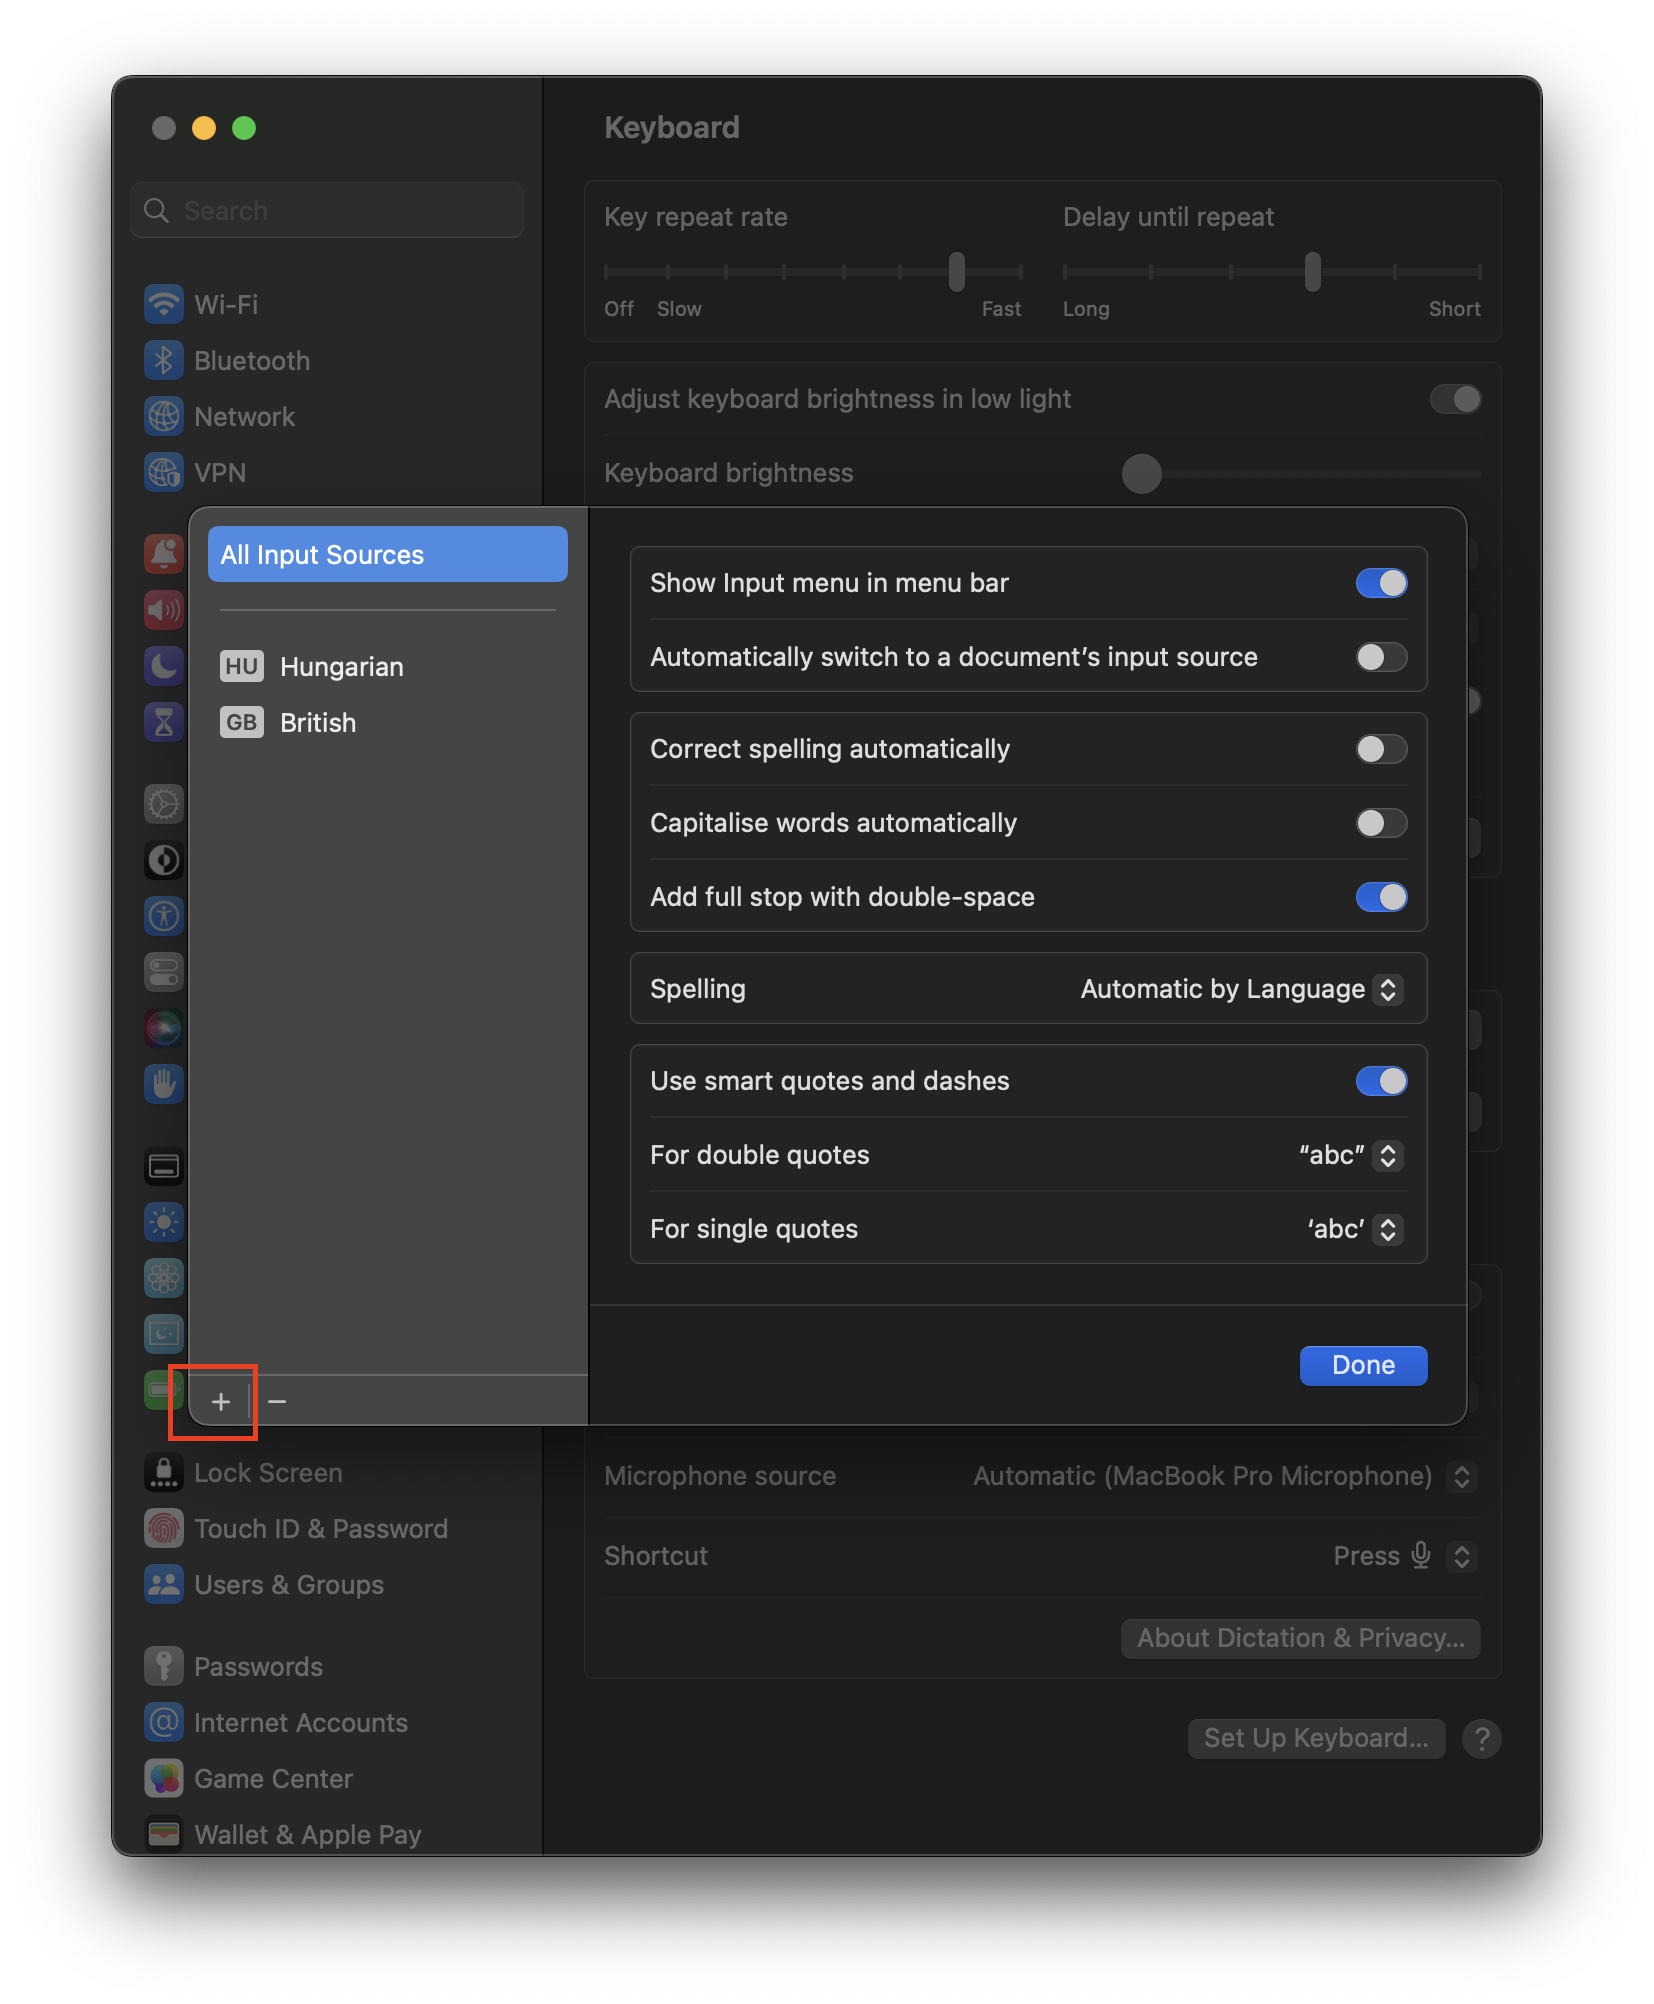 Keyboard
Search
Key repeat rate
Delay until repeat
Off Slow Fast
Long Short
Wi-Fi
Bluetooth
Network
VPN
Adjust keyboard brightness in low light
Keyboard brightness
All Input Sources
HU Hungarian
GB British
Show Input menu in menu bar
Automatically switch to a document’s input source
Correct spelling automatically
Capitalise words automatically
Add full stop with double-space
Spelling Automatic by Language
Use smart quotes and dashes
For double quotes “abc”
For single quotes ‘abc’
Done
+ −
Lock Screen
Touch ID & Password
Users & Groups
Passwords
Internet Accounts
Game Center
Wallet & Apple Pay
Microphone source Automatic (MacBook Pro Microphone)
Shortcut Press
About Dictation & Privacy...
Set Up Keyboard... ?